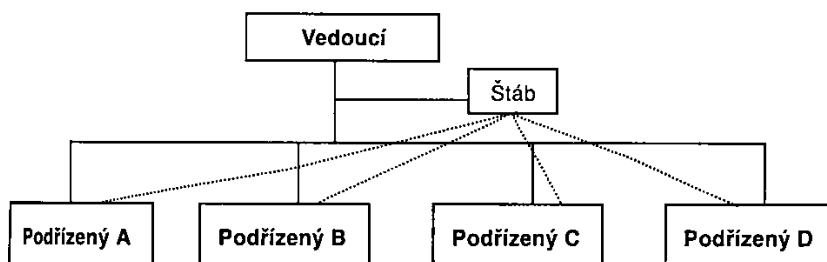 Vedoucí
Štáb
Podřízený A
Podřízený B
Podřízený C
Podřízený D